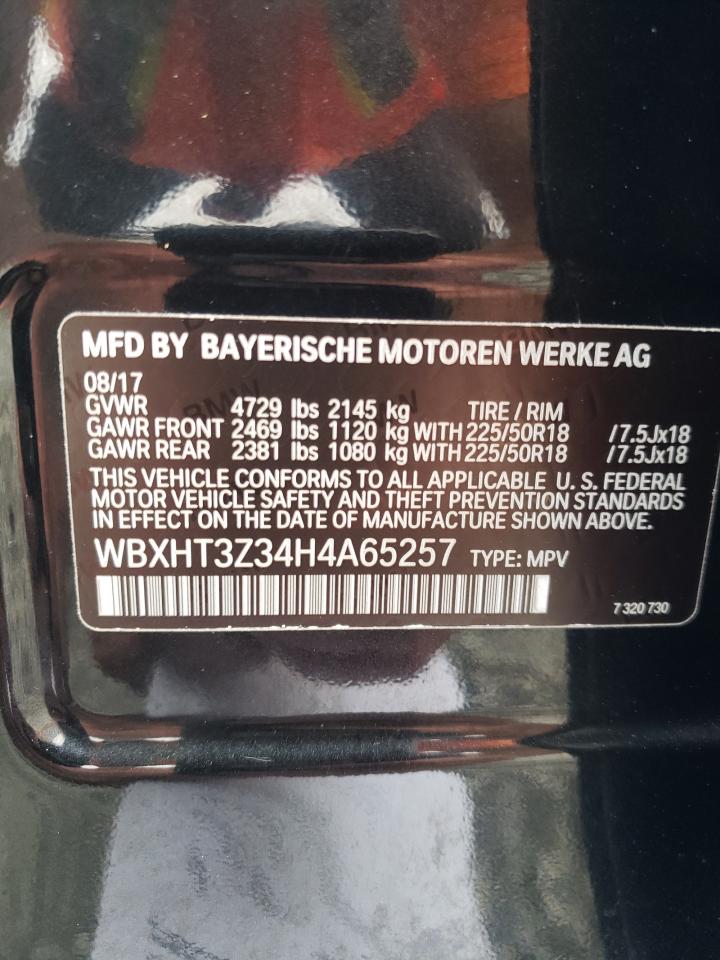 MFD BY BAYERISCHE MOTOREN WERKE AG
08/17
GVWR 4729 lbs 2145 kg TIRE / RIM
GAWR FRONT 2469 lbs 1120 kg WITH 225/50R18 /7.5Jx18
GAWR REAR 2381 lbs 1080 kg WITH 225/50R18 /7.5Jx18
THIS VEHICLE CONFORMS TO ALL APPLICABLE U. S. FEDERAL
MOTOR VEHICLE SAFETY AND THEFT PREVENTION STANDARDS
IN EFFECT ON THE DATE OF MANUFACTURE SHOWN ABOVE.
WBXHT3Z34H4A65257 TYPE: MPV
7 320 730